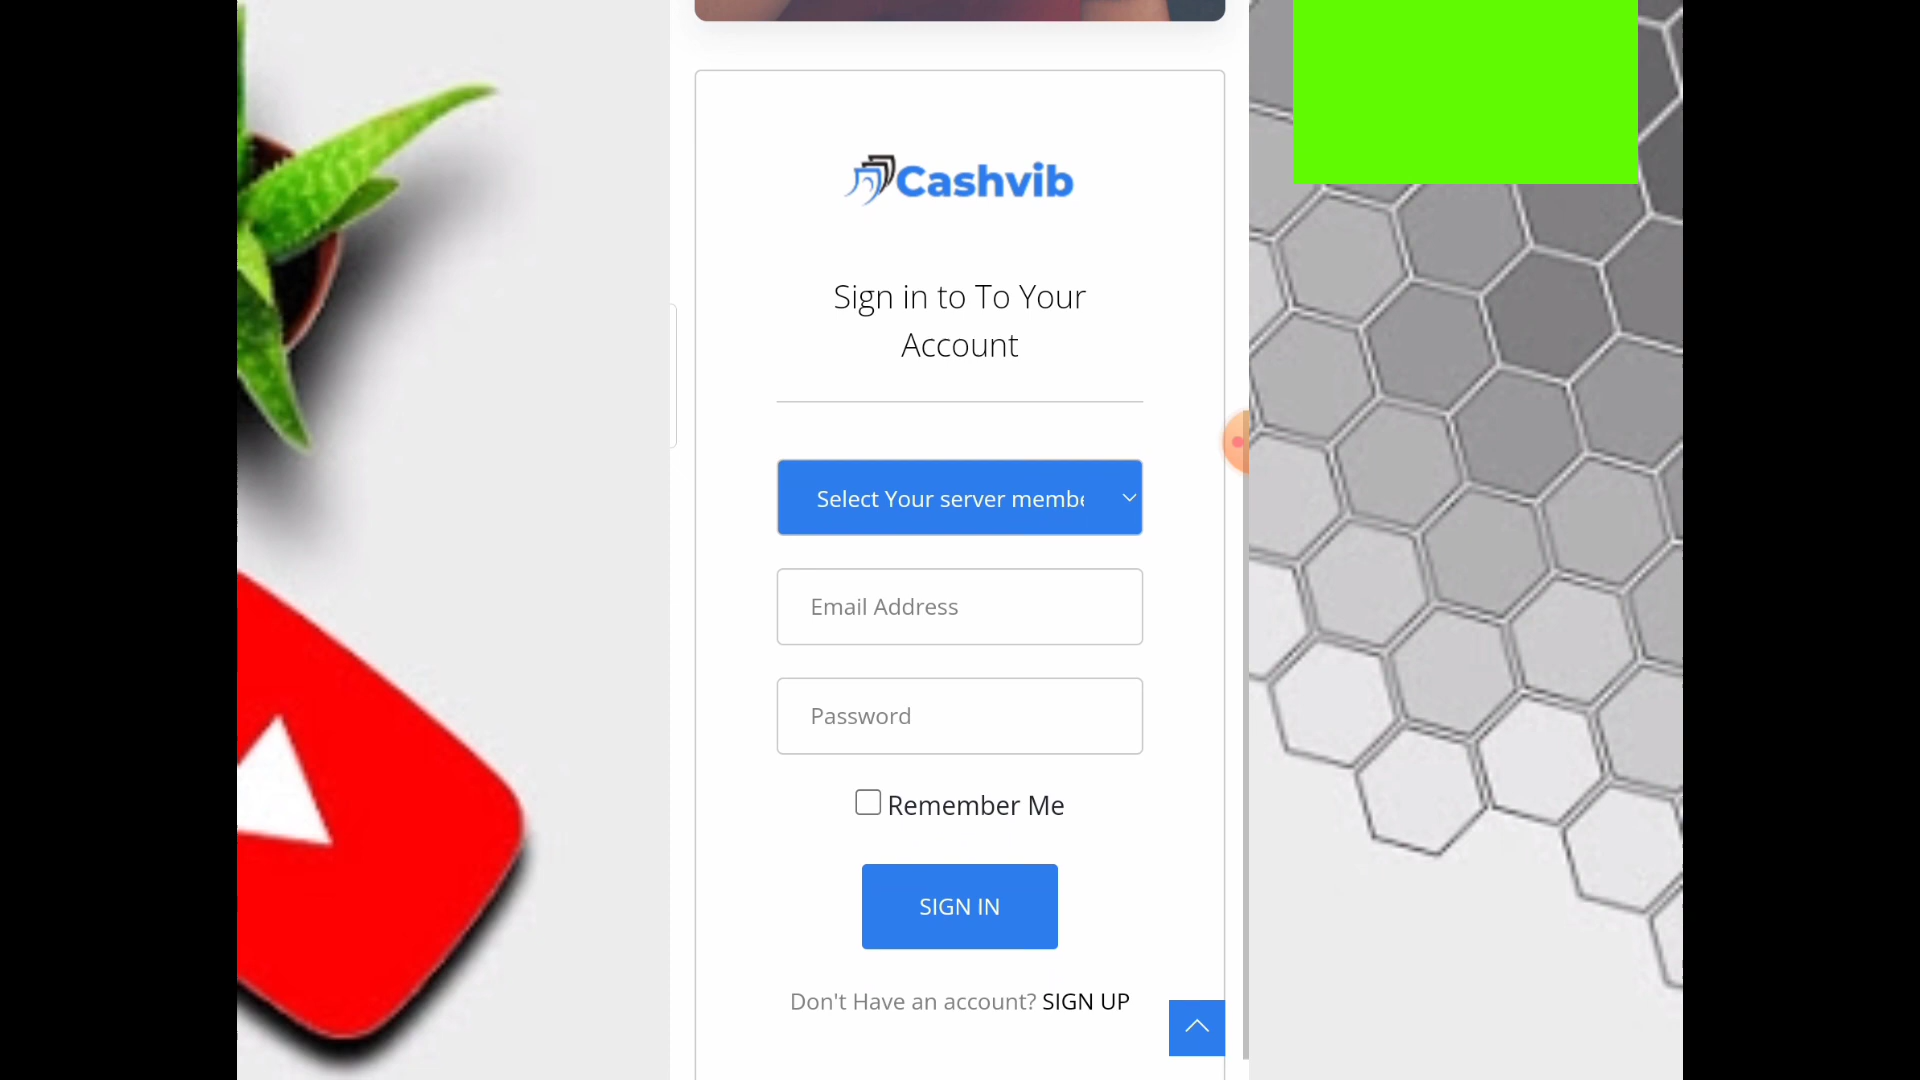 Cashvib
Sign in to To Your
Account
Select Your server membe
Email Address
Password
Remember Me
SIGN IN
Don't Have an account? SIGN UP